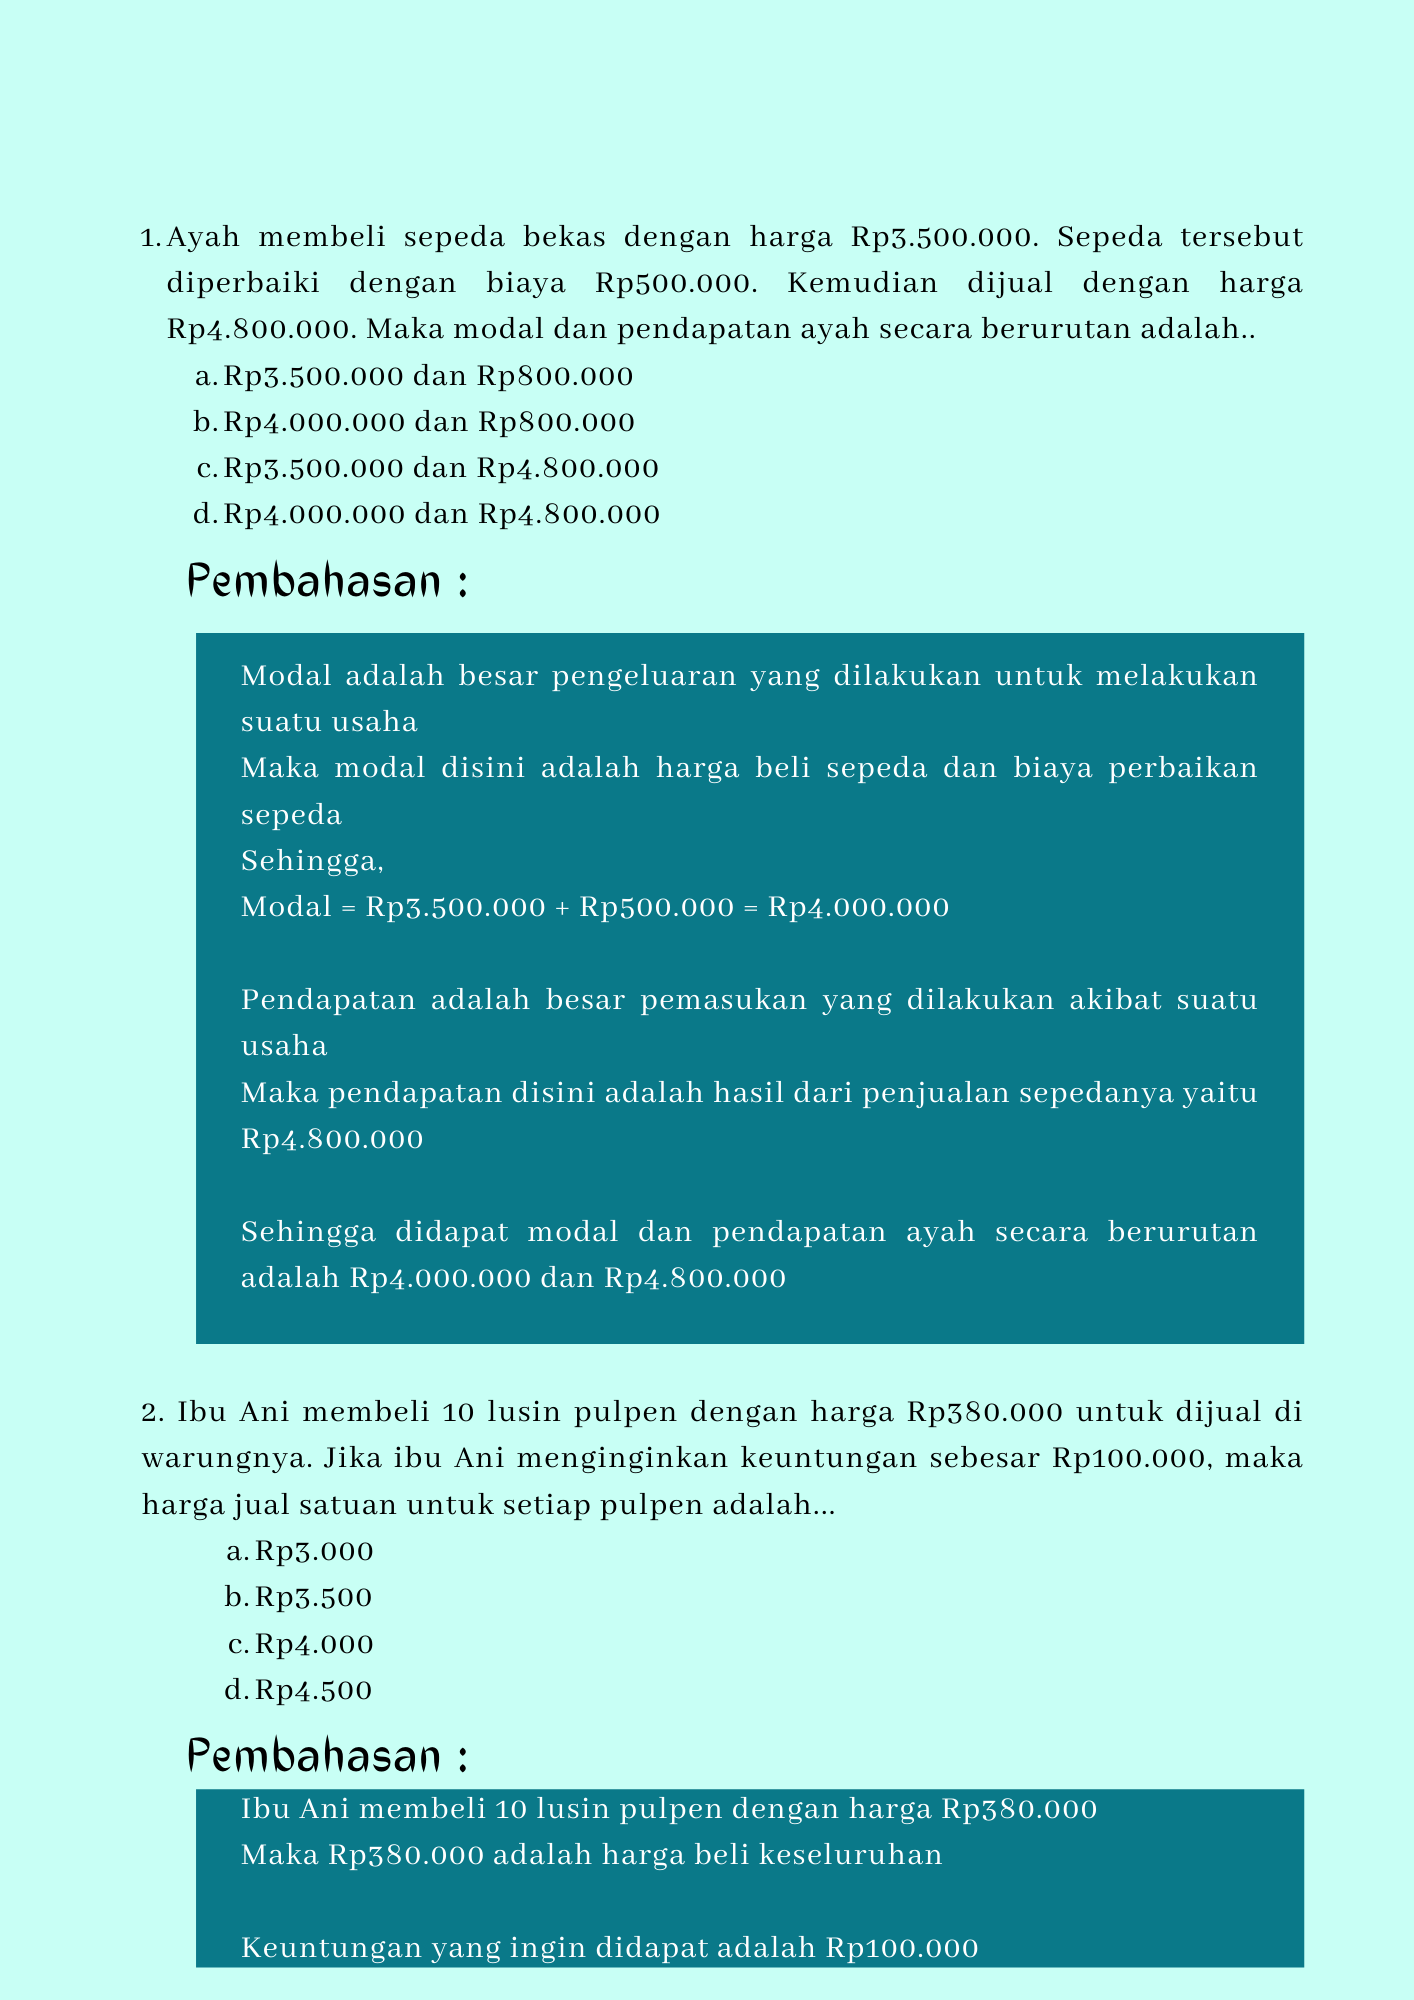 1. Ayah membeli sepeda bekas dengan harga Rp3.500.000. Sepeda tersebut
diperbaiki dengan biaya Rp500.000. Kemudian dijual dengan harga
Rp4.800.000. Maka modal dan pendapatan ayah secara berurutan adalah..
a. Rp3.500.000 dan Rp800.000
b. Rp4.000.000 dan Rp800.000
c. Rp3.500.000 dan Rp4.800.000
d. Rp4.000.000 dan Rp4.800.000
Pembahasan :
Modal adalah besar pengeluaran yang dilakukan untuk melakukan
suatu usaha
Maka modal disini adalah harga beli sepeda dan biaya perbaikan
sepeda
Sehingga,
Modal = Rp3.500.000 + Rp500.000 = Rp4.000.000
Pendapatan adalah besar pemasukan yang dilakukan akibat suatu
usaha
Maka pendapatan disini adalah hasil dari penjualan sepedanya yaitu
Rp4.800.000
Sehingga didapat modal dan pendapatan ayah secara berurutan
adalah Rp4.000.000 dan Rp4.800.000
2. Ibu Ani membeli 10 lusin pulpen dengan harga Rp380.000 untuk dijual di
warungnya. Jika ibu Ani menginginkan keuntungan sebesar Rp100.000, maka
harga jual satuan untuk setiap pulpen adalah...
a. Rp3.000
b. Rp3.500
c. Rp4.000
d. Rp4.500
Pembahasan :
Ibu Ani membeli 10 lusin pulpen dengan harga Rp380.000
Maka Rp380.000 adalah harga beli keseluruhan
Keuntungan yang ingin didapat adalah Rp100.000